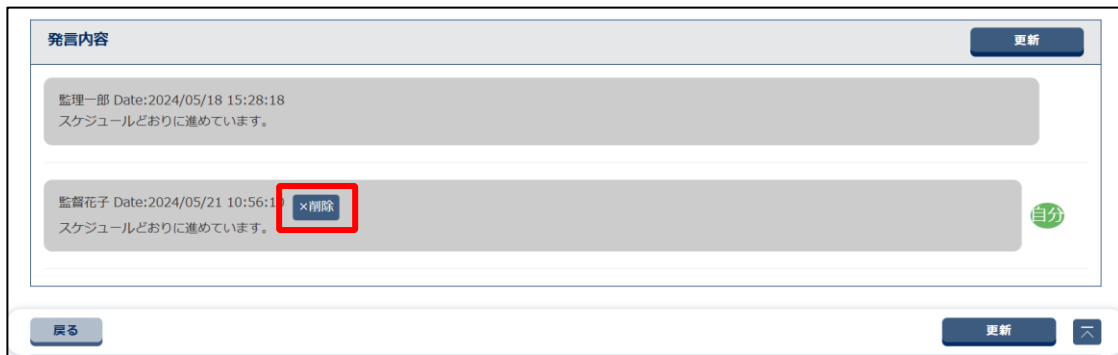 発言内容
更新
監理一郎 Date:2024/05/18 15:28:18
スケジュールどおりに進めています。
監督花子 Date:2024/05/21 10:56:1
×削除
スケジュールどおりに進めています。
自分
戻る
更新